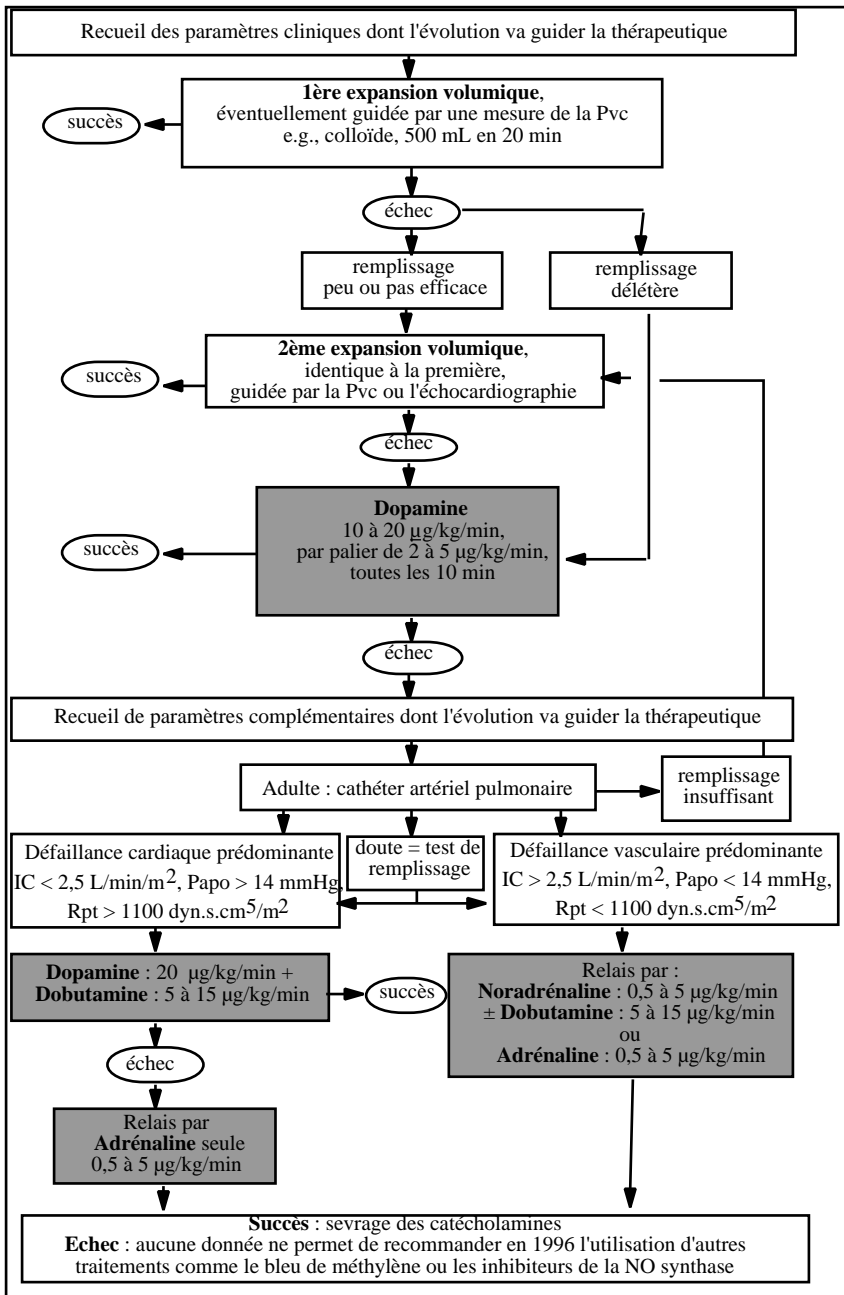 Recueil des paramètres cliniques dont l'évolution va guider la thérapeutique
1ère expansion volumique,
éventuellement guidée par une mesure de la Pvc
e.g., colloïde, 500 mL en 20 min
succès
échec
remplissage
peu ou pas efficace
remplissage
délétère
2ème expansion volumique,
identique à la première,
guidée par la Pvc ou l'échocardiographie
succès
échec
Dopamine
10 à 20 µg/kg/min,
par palier de 2 à 5 µg/kg/min,
toutes les 10 min
succès
échec
Recueil de paramètres complémentaires dont l'évolution va guider la thérapeutique
Adulte : cathéter artériel pulmonaire
remplissage
insuffisant
Défaillance cardiaque prédominante
IC < 2,5 L/min/m2, Papo > 14 mmHg,
Rpt > 1100 dyn.s.cm5/m2
doute = test de
remplissage
Défaillance vasculaire prédominante
IC > 2,5 L/min/m2, Papo < 14 mmHg,
Rpt < 1100 dyn.s.cm5/m2
Dopamine : 20 µg/kg/min +
Dobutamine : 5 à 15 µg/kg/min
succès
Relais par :
Noradrénaline : 0,5 à 5 µg/kg/min
± Dobutamine : 5 à 15 µg/kg/min
ou
Adrénaline : 0,5 à 5 µg/kg/min
échec
Relais par
Adrénaline seule
0,5 à 5 µg/kg/min
Succès : sevrage des catécholamines
Echec : aucune donnée ne permet de recommander en 1996 l'utilisation d'autres
traitements comme le bleu de méthylène ou les inhibiteurs de la NO synthase